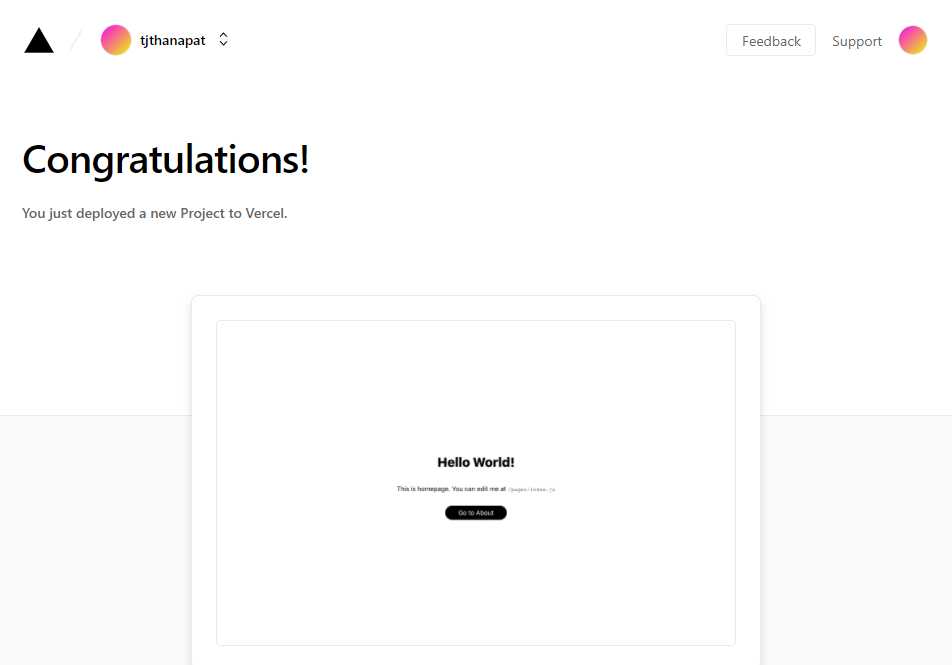 tjthanapat
Feedback
Support
Congratulations!
You just deployed a new Project to Vercel.
Hello World!
This is homepage. You can edit me at /pages/index.js
Go to About